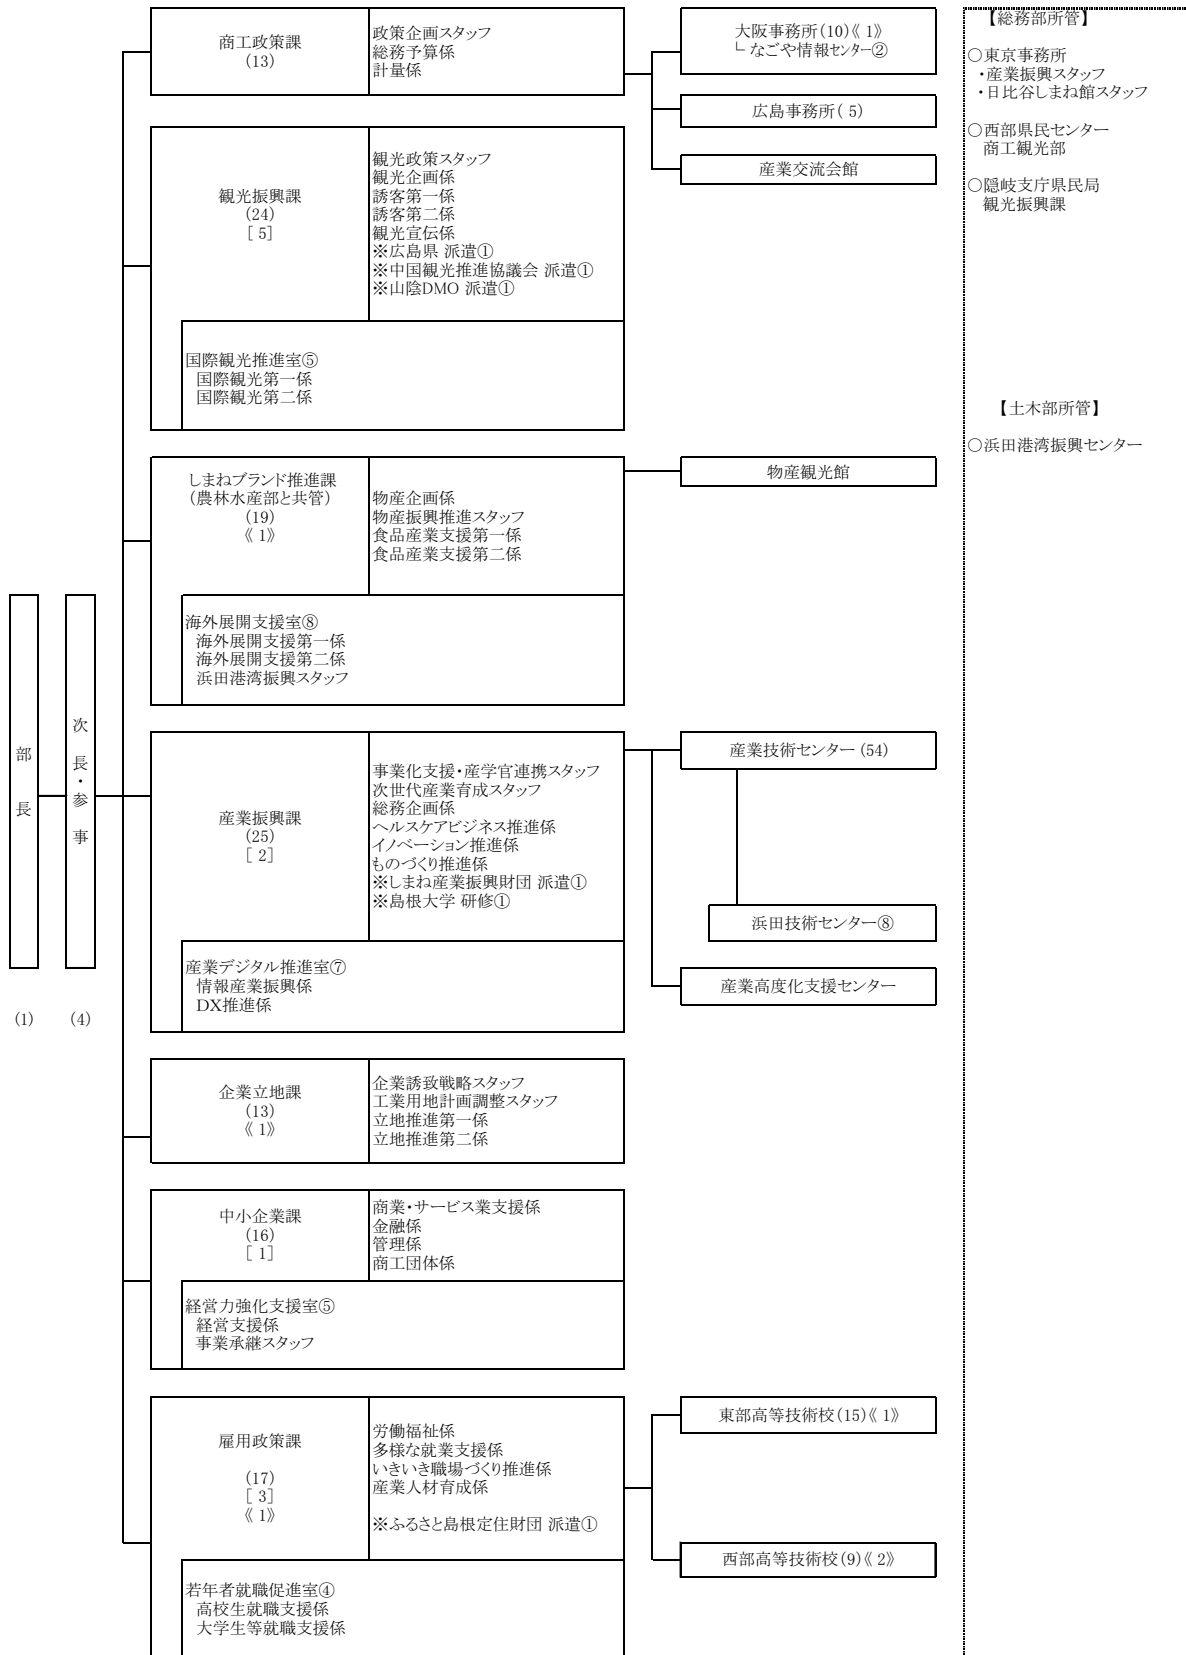 部長
(1)
次長・参事
(4)
商工政策課
(13)
政策企画スタッフ
総務予算係
計量係
大阪事務所(10)《 1》
└ なごや情報センター②
広島事務所( 5)
産業交流会館
観光振興課
(24)
[ 5]
観光政策スタッフ
観光企画係
誘客第一係
誘客第二係
観光宣伝係
※広島県 派遣①
※中国観光推進協議会 派遣①
※山陰DMO 派遣①
国際観光推進室⑤
国際観光第一係
国際観光第二係
しまねブランド推進課
(農林水産部と共管)
(19)
《 1》
物産企画係
物産振興推進スタッフ
食品産業支援第一係
食品産業支援第二係
物産観光館
海外展開支援室⑧
海外展開支援第一係
海外展開支援第二係
浜田港湾振興スタッフ
産業振興課
(25)
[ 2]
事業化支援・産学官連携スタッフ
次世代産業育成スタッフ
総務企画係
ヘルスケアビジネス推進係
イノベーション推進係
ものづくり推進係
※しまね産業振興財団 派遣①
※島根大学 研修①
産業技術センター (54)
浜田技術センター⑧
産業高度化支援センター
産業デジタル推進室⑦
情報産業振興係
DX推進係
企業立地課
(13)
《 1》
企業誘致戦略スタッフ
工業用地計画調整スタッフ
立地推進第一係
立地推進第二係
中小企業課
(16)
[ 1]
商業・サービス業支援係
金融係
管理係
商工団体係
経営力強化支援室⑤
経営支援係
事業承継スタッフ
雇用政策課
(17)
[ 3]
《 1》
労働福祉係
多様な就業支援係
いきいき職場づくり推進係
産業人材育成係
※ふるさと島根定住財団 派遣①
東部高等技術校(15)《 1》
西部高等技術校(9)《 2》
若年者就職促進室④
高校生就職支援係
大学生等就職支援係
【総務部所管】
○東京事務所
・産業振興スタッフ
・日比谷しまね館スタッフ
○西部県民センター
商工観光部
○隠岐支庁県民局
観光振興課
【土木部所管】
○浜田港湾振興センター